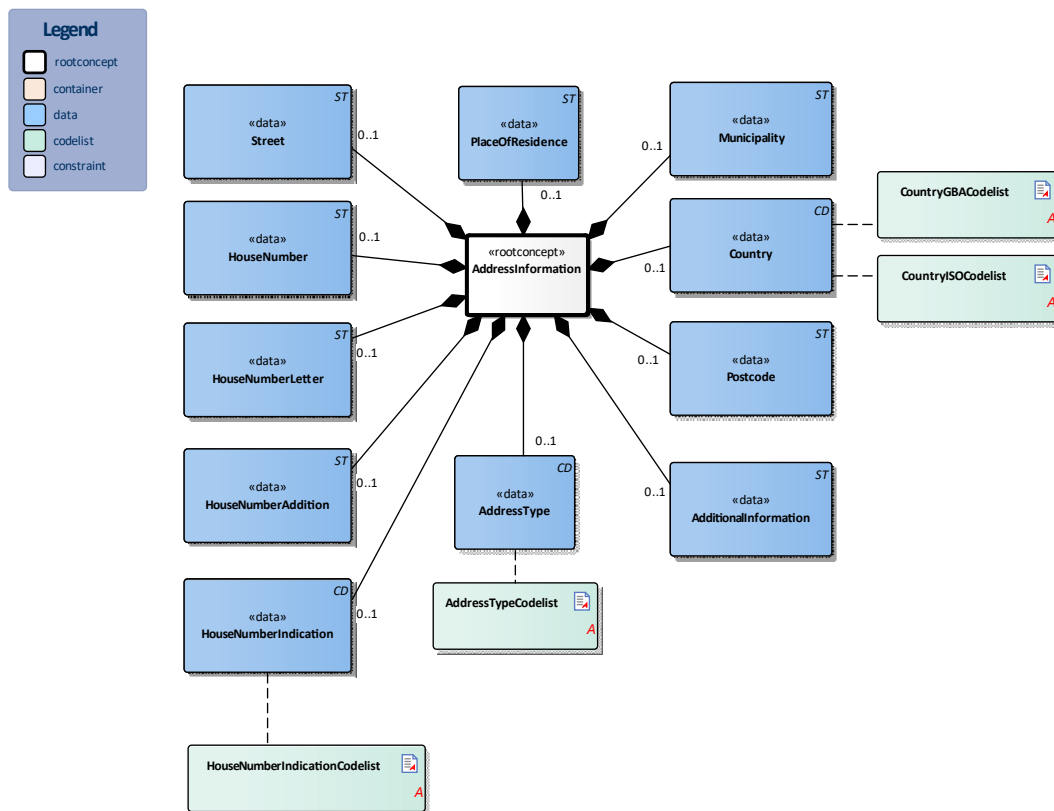 Legend
rootconcept
container
data
codelist
constraint
ST
«data»
Street
0..1
ST
«data»
PlaceOfResidence
0..1
ST
«data»
Municipality
0..1
ST
«data»
HouseNumber
0..1
«rootconcept»
AddressInformation
CD
«data»
Country
0..1
CountryGBACodelist
A
CountryISOCodelist
A
ST
«data»
HouseNumberLetter
0..1
ST
«data»
Postcode
0..1
ST
«data»
HouseNumberAddition
0..1
CD
«data»
AddressType
0..1
ST
«data»
AdditionalInformation
0..1
CD
«data»
HouseNumberIndication
0..1
AddressTypeCodelist
A
HouseNumberIndicationCodelist
A